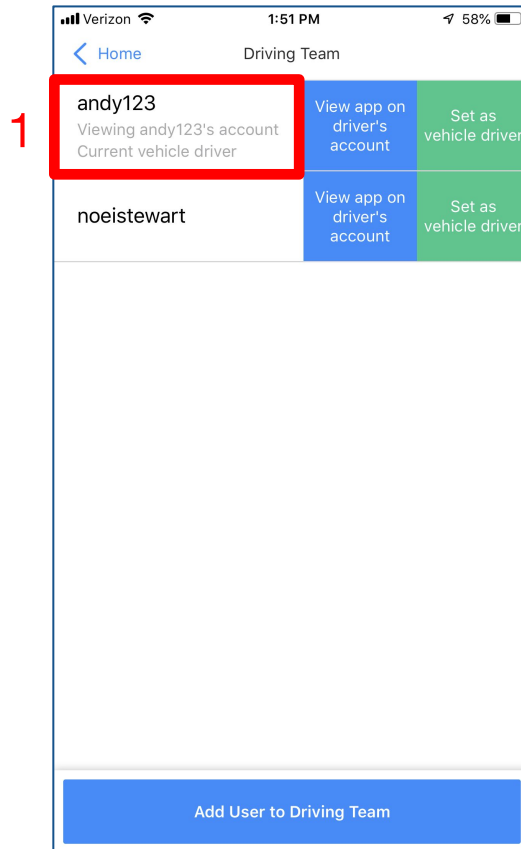 Verizon 1:51 PM 58%
Home Driving Team
1
andy123
Viewing andy123's account
Current vehicle driver
View app on
driver's
account
Set as
vehicle driver
noeistewart
View app on
driver's
account
Set as
vehicle driver
Add User to Driving Team